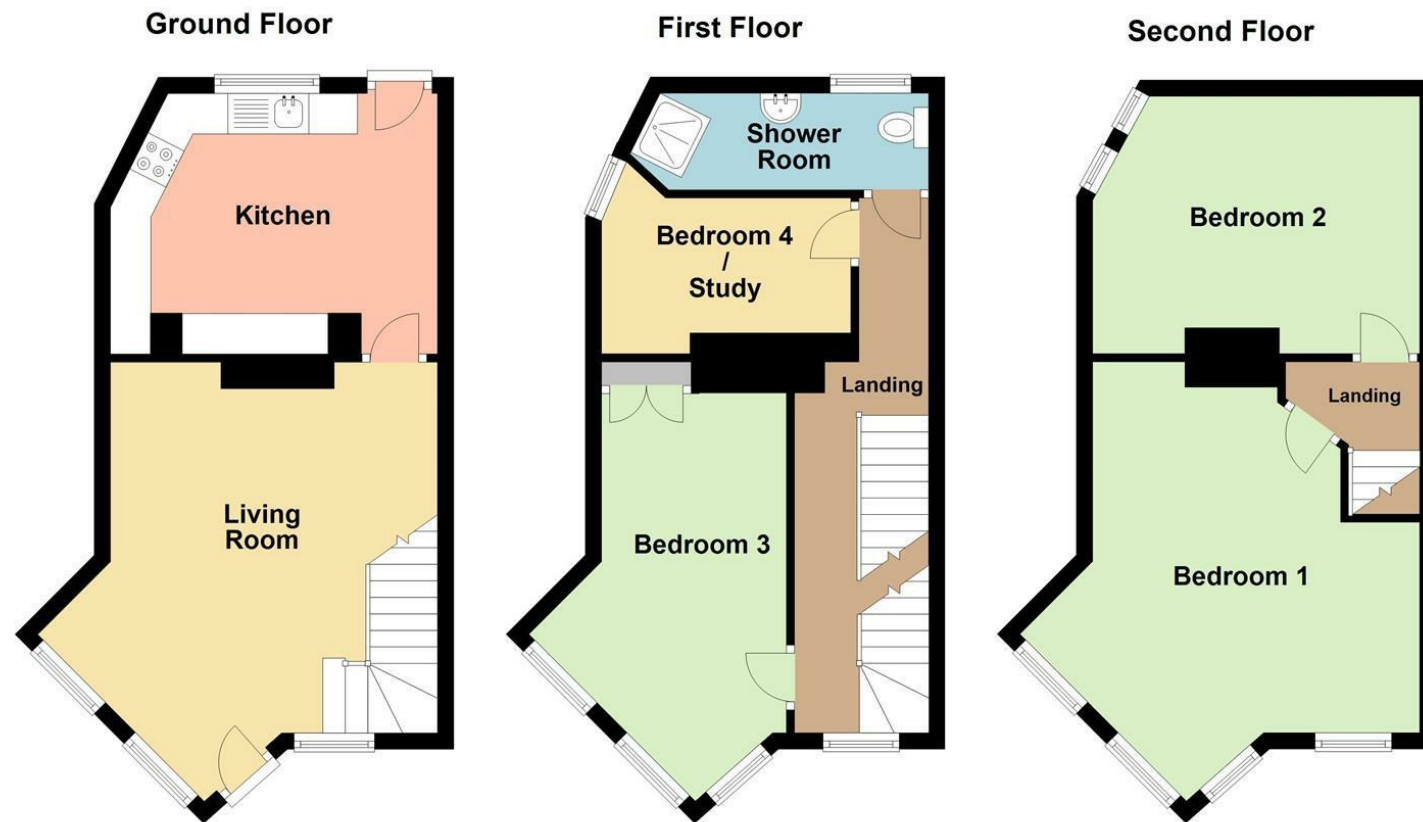 Ground Floor
Kitchen
Living
Room
First Floor
Shower
Room
Bedroom 4
/
Study
Landing
Bedroom 3
Second Floor
Bedroom 2
Landing
Bedroom 1